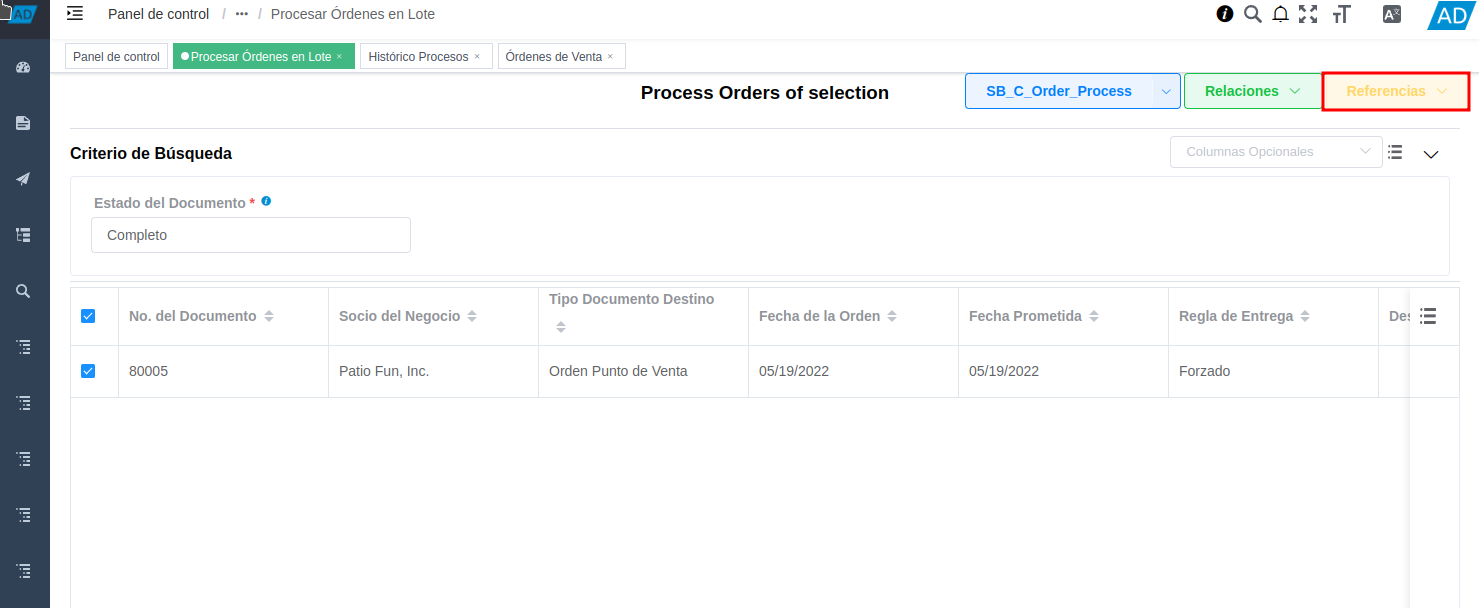 AD
Panel de control / ••• / Procesar Órdenes en Lote
AD
Panel de control
Procesar Órdenes en Lote ×
Histórico Procesos ×
Órdenes de Venta ×
Process Orders of selection
SB_C_Order_Process
Relaciones
Referencias
Criterio de Búsqueda
Columnas Opcionales
Estado del Documento *
Completo
No. del Documento
Socio del Negocio
Tipo Documento Destino
Fecha de la Orden
Fecha Prometida
Regla de Entrega
80005
Patio Fun, Inc.
Orden Punto de Venta
05/19/2022
05/19/2022
Forzado